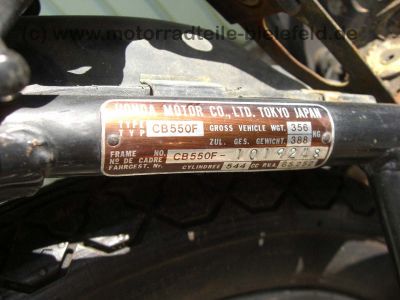 (c) www.motorradteile-bielefeld.de
HONDA MOTOR CO., LTD. TOKYO JAPAN
TYPE
TYP CB550F GROSS VEHICLE WGT. 356 KG
ZUL. GES. GEWICHT 388
FRAME NO.
Nº DE CADRE CB550F-
FAHRGEST. Nr. CYLINDREE 544 CC